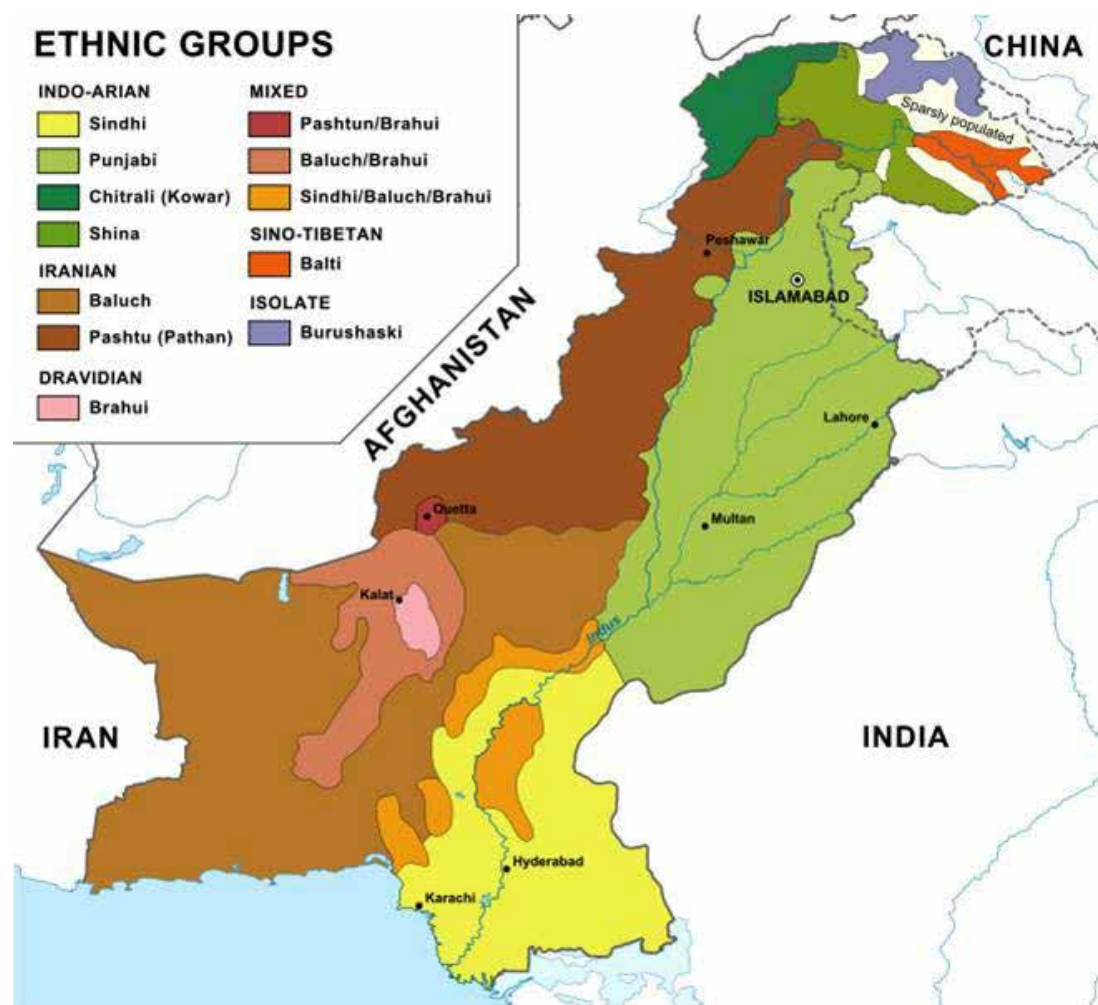 ETHNIC GROUPS
INDO-ARIAN
Sindhi
Punjabi
Chitrali (Kowar)
Shina
IRANIAN
Baluch
Pashtu (Pathan)
DRAVIDIAN
Brahui
MIXED
Pashtun/Brahui
Baluch/Brahui
Sindhi/Baluch/Brahui
SINO-TIBETAN
Balti
ISOLATE
Burushaski
CHINA
Sparsly populated
Peshawar
ISLAMABAD
AFGHANISTAN
Lahore
Quetta
Multan
Kalat
Indus
IRAN
INDIA
Hyderabad
Karachi